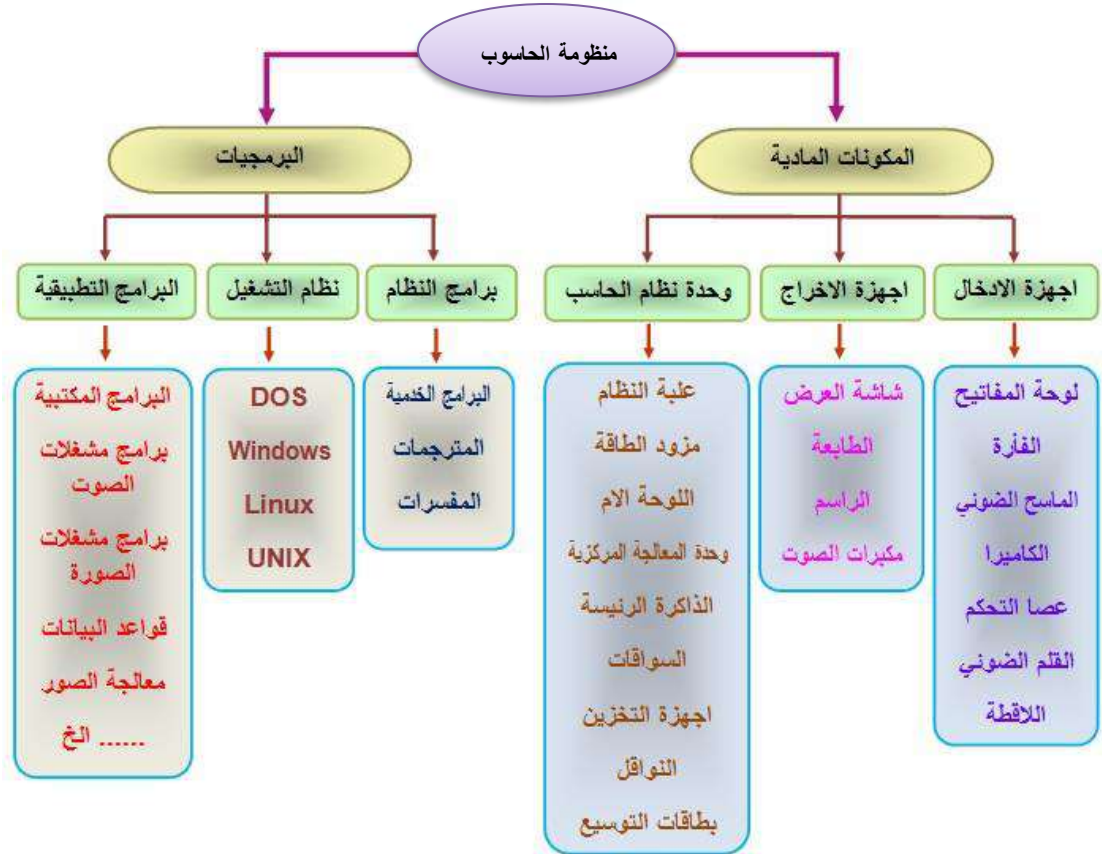 منظومة الحاسوب
المكونات المادية
البرمجيات
اجهزة الادخال
اجهزة الاخراج
وحدة نظام الحاسب
برامج النظام
نظام التشغيل
البرامج التطبيقية
لوحة المفاتيح
الفأرة
الماسح الضوني
الكاميرا
عصا التحكم
القلم الضوني
اللاقطة
شاشة العرض
الطابعة
الراسم
مكبرات الصوت
علبة النظام
مزود الطاقة
اللوحة الام
وحدة المعالجة المركزية
الذاكرة الرئيسة
السواقات
اجهزة التخزين
النواقل
بطاقات التوسيع
البرامج الخدمية
المترجمات
المفسرات
DOS
Windows
Linux
UNIX
البرامج المكتبية
برامج مشغلات
الصوت
برامج مشغلات
الصورة
قواعد البيانات
معالجة الصور
...... الخ